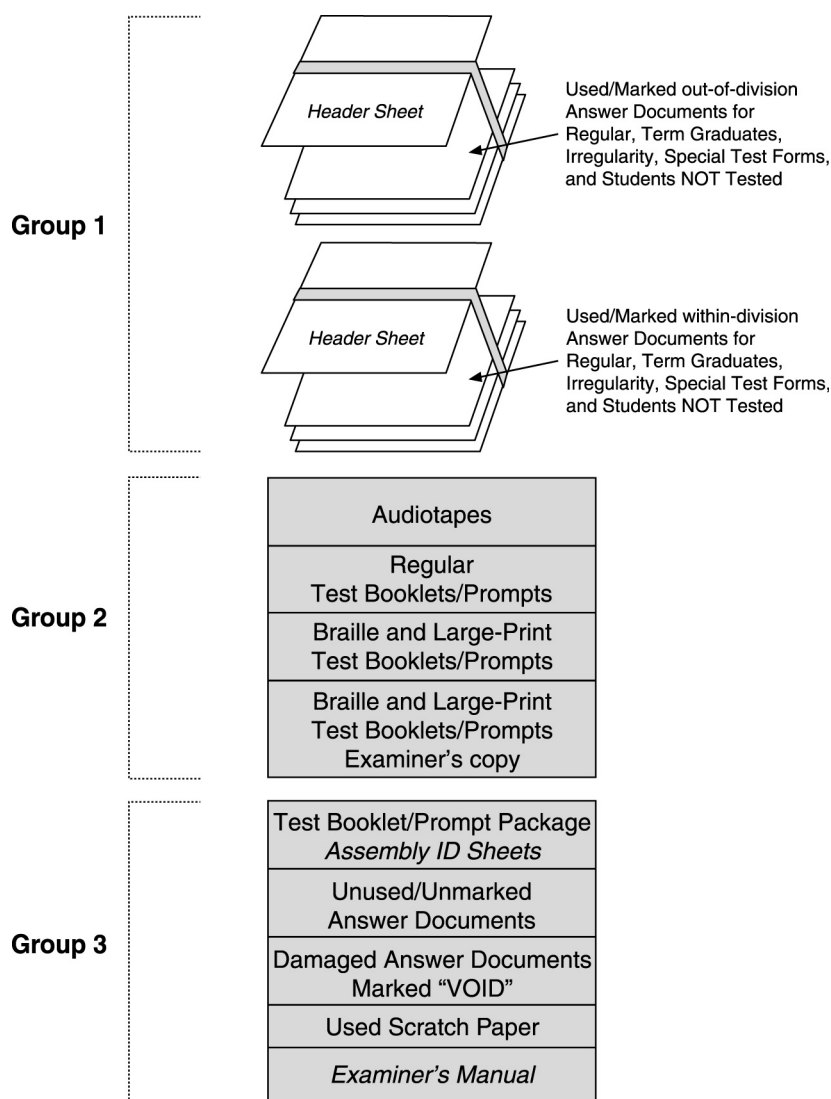 Group 1
Header Sheet
Used/Marked out-of-division
Answer Documents for
Regular, Term Graduates,
Irregularity, Special Test Forms,
and Students NOT Tested
Header Sheet
Used/Marked within-division
Answer Documents for
Regular, Term Graduates,
Irregularity, Special Test Forms,
and Students NOT Tested
Group 2
Audiotapes
Regular
Test Booklets/Prompts
Braille and Large-Print
Test Booklets/Prompts
Braille and Large-Print
Test Booklets/Prompts
Examiner's copy
Group 3
Test Booklet/Prompt Package
Assembly ID Sheets
Unused/Unmarked
Answer Documents
Damaged Answer Documents
Marked “VOID”
Used Scratch Paper
Examiner's Manual